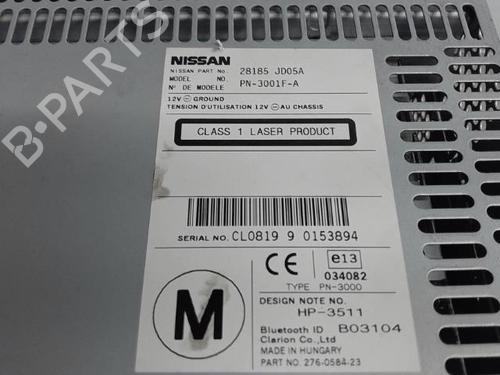 NISSAN
NISSAN PART No. 28185 JD05A
MODEL No. PN-3001F-A
N° DE MODELE
12V ⊖ GROUND
TENSION D'UTILISATION 12V ⊖ AU CHASSIS
CLASS 1 LASER PRODUCT
SERIAL NO. CL0819 9 0153894
M
CE
e13
034082
TYPE PN-3000
DESIGN NOTE NO.
HP-3511
Bluetooth ID B03104
Clarion Co.,Ltd
MADE IN HUNGARY
PART NO. 276-0584-23
B-PARTS